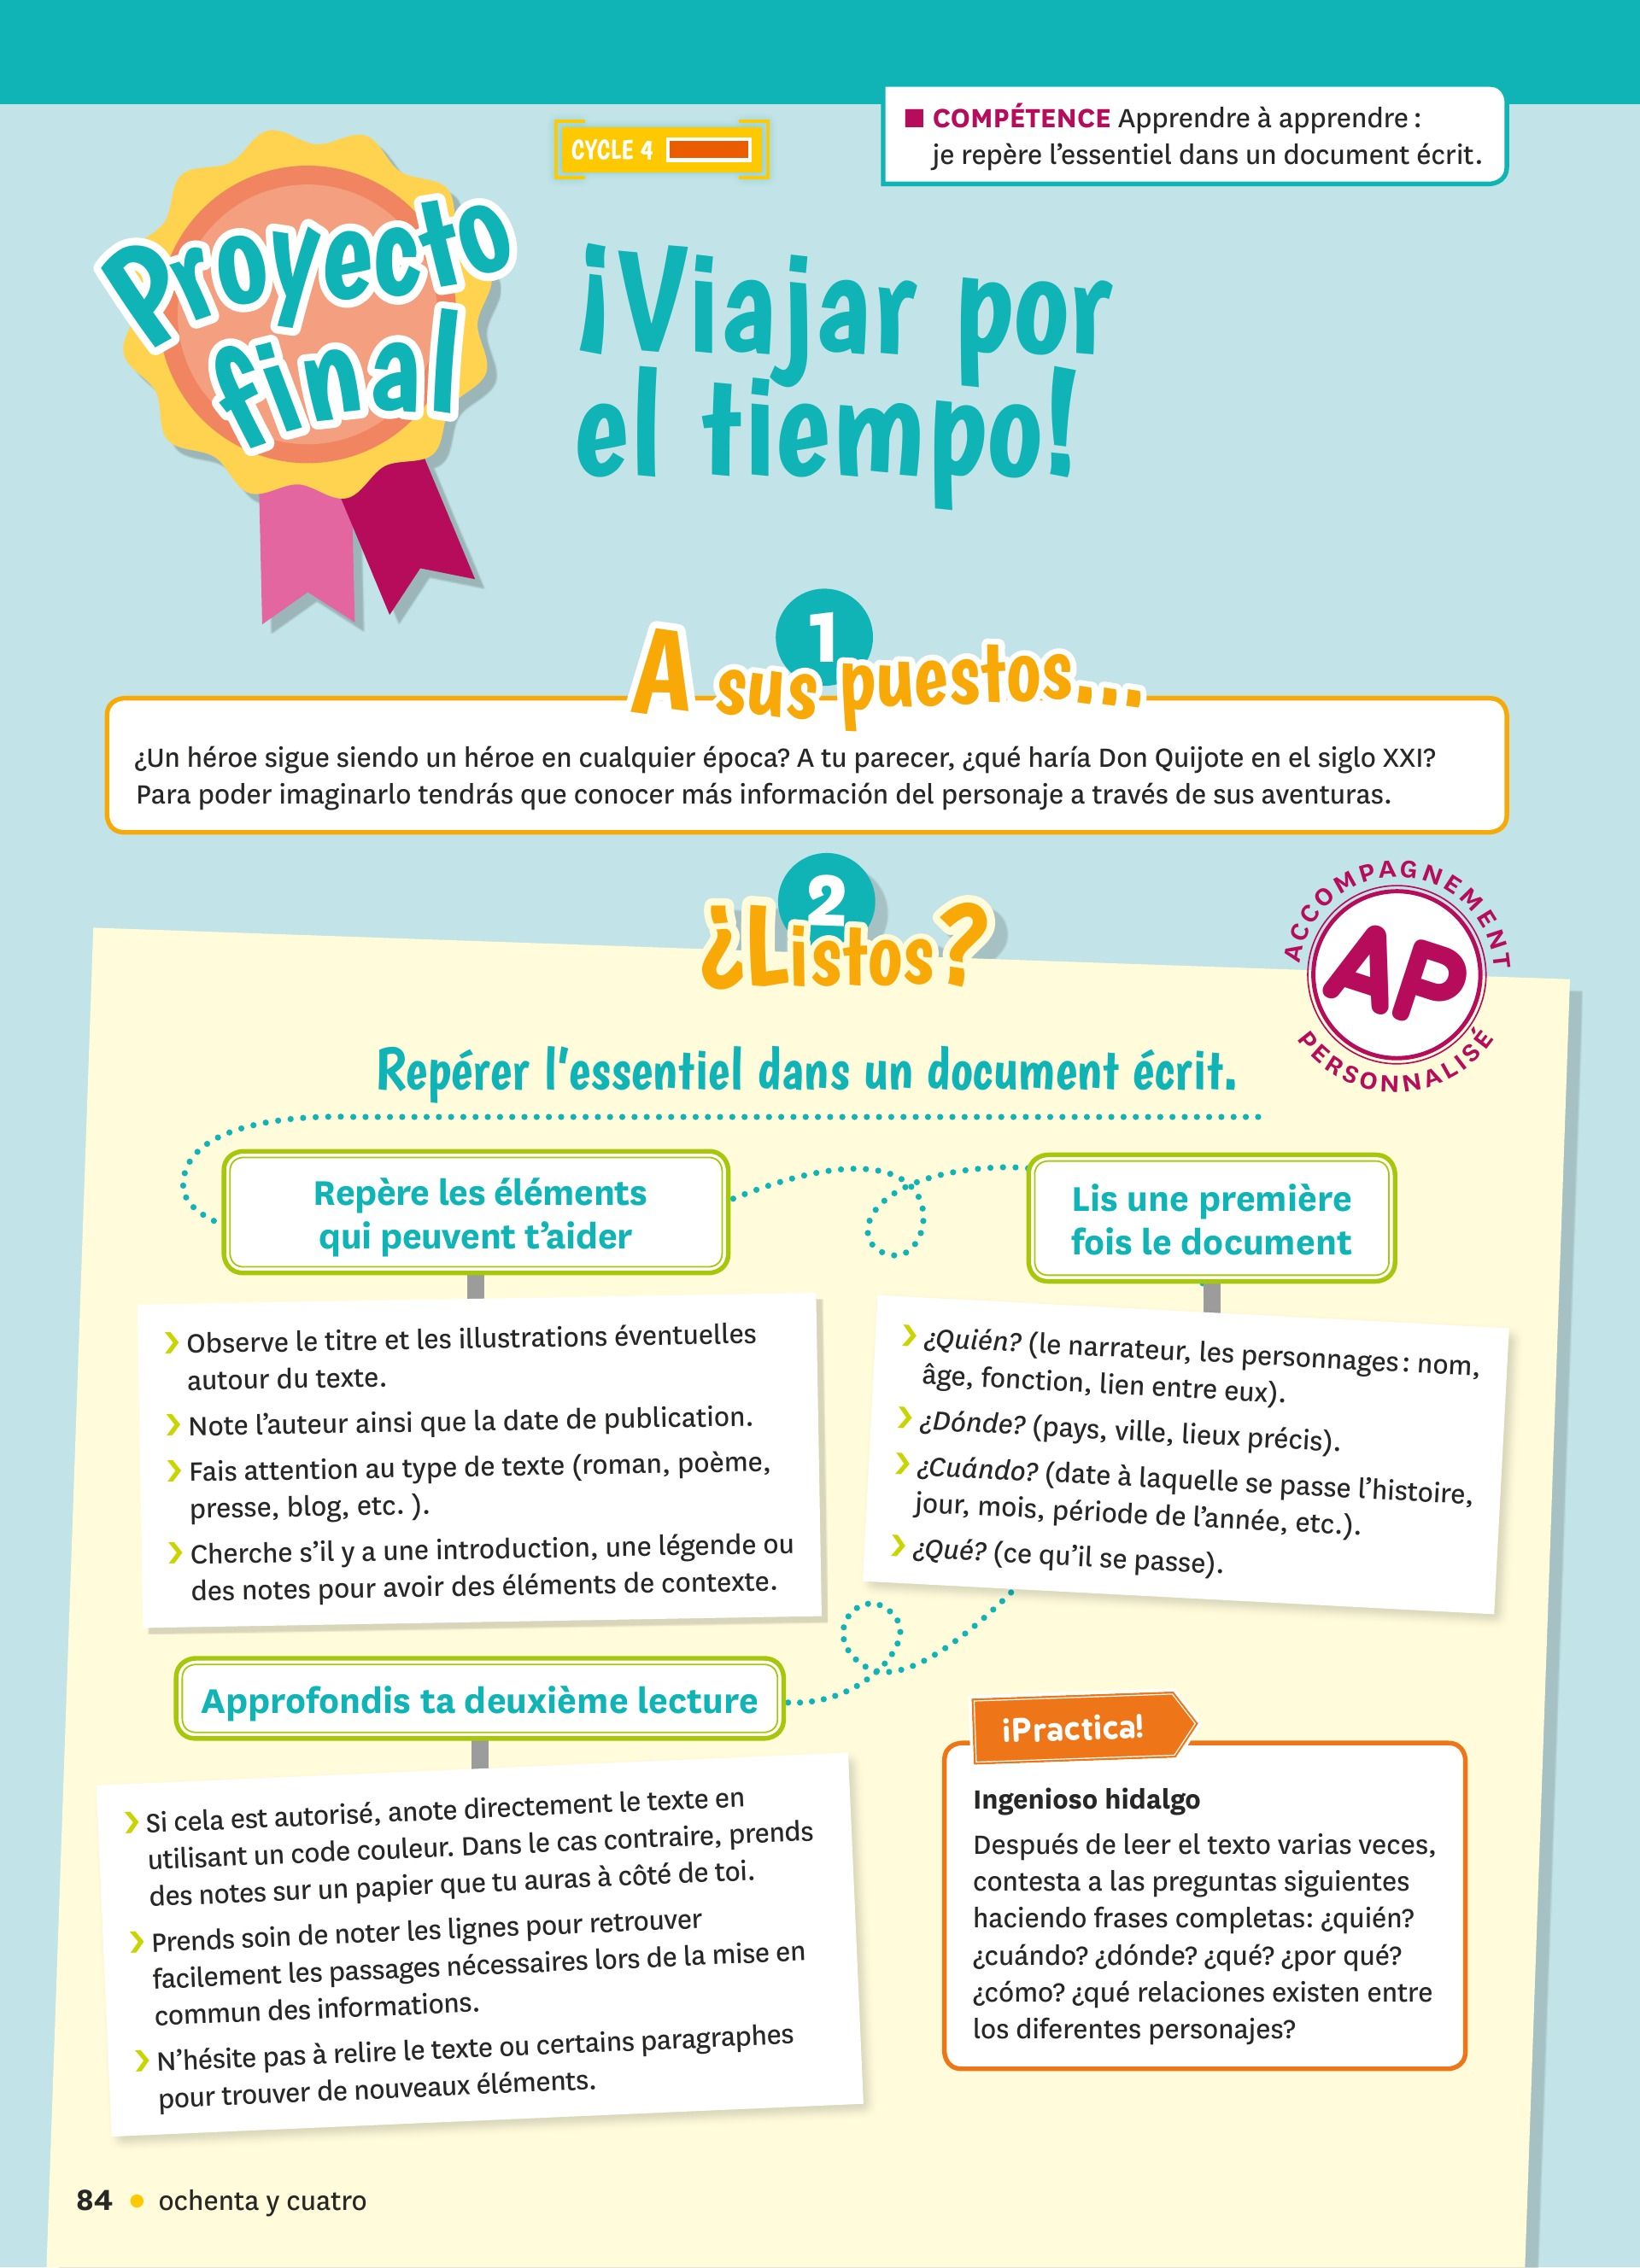 CYCLE 4
COMPÉTENCE Apprendre à apprendre :
je repère l'essentiel dans un document écrit.
Proyecto
final
¡Viajar por
el tiempo!
1
A sus puestos...
¿Un héroe sigue siendo un héroe en cualquier época? A tu parecer, ¿qué haría Don Quijote en el siglo XXI?
Para poder imaginarlo tendrás que conocer más información del personaje a través de sus aventuras.
2
¿Listos?
ACCOMPAGNEMENT
AP
PERSONNALISÉ
Repérer l'essentiel dans un document écrit.
Repère les éléments
qui peuvent t'aider
Observe le titre et les illustrations éventuelles
autour du texte.
Note l'auteur ainsi que la date de publication.
Fais attention au type de texte (roman, poème,
presse, blog, etc. ).
Cherche s'il y a une introduction, une légende ou
des notes pour avoir des éléments de contexte.
Lis une première
fois le document
¿Quién? (le narrateur, les personnages : nom,
âge, fonction, lien entre eux).
¿Dónde? (pays, ville, lieux précis).
¿Cuándo? (date à laquelle se passe l'histoire,
jour, mois, période de l'année, etc.).
¿Qué? (ce qu'il se passe).
Approfondis ta deuxième lecture
Si cela est autorisé, anote directement le texte en
utilisant un code couleur. Dans le cas contraire, prends
des notes sur un papier que tu auras à côté de toi.
Prends soin de noter les lignes pour retrouver
facilement les passages nécessaires lors de la mise en
commun des informations.
N'hésite pas à relire le texte ou certains paragraphes
pour trouver de nouveaux éléments.
¡Practica!
Ingenioso hidalgo
Después de leer el texto varias veces,
contesta a las preguntas siguientes
haciendo frases completas: ¿quién?
¿cuándo? ¿dónde? ¿qué? ¿por qué?
¿cómo? ¿qué relaciones existen entre
los diferentes personajes?
84 • ochenta y cuatro